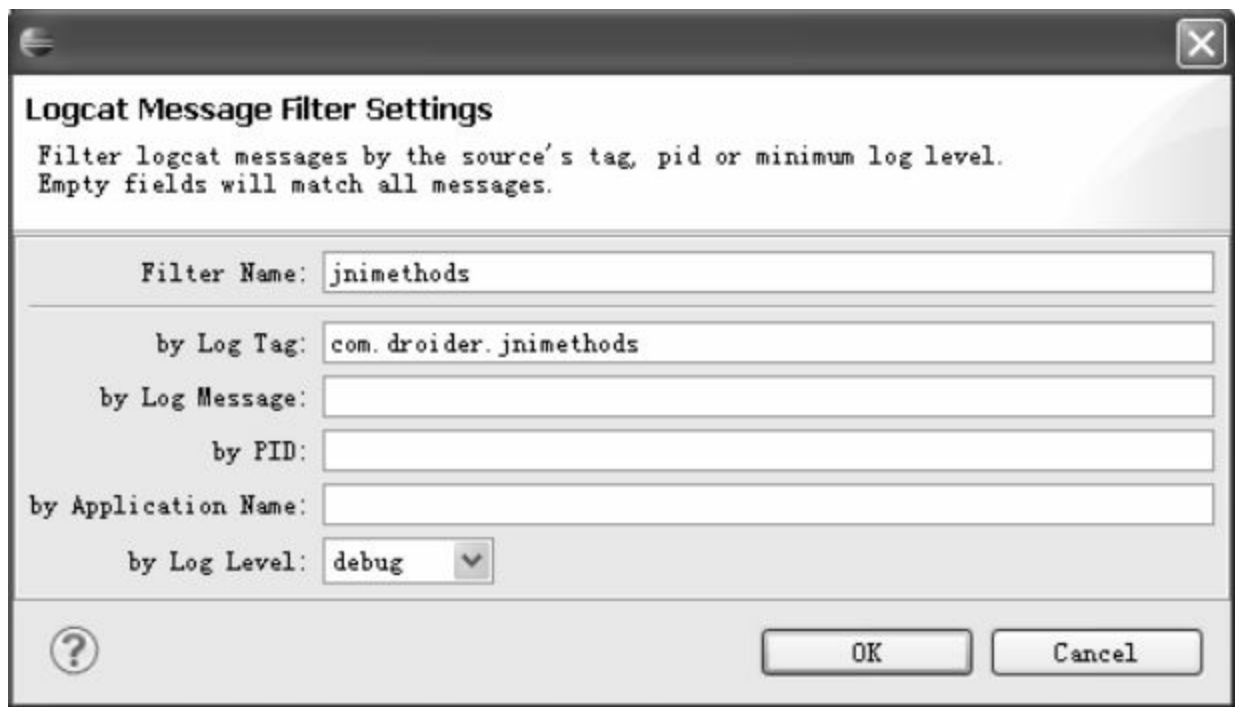 Logcat Message Filter Settings
Filter logcat messages by the source's tag, pid or minimum log level.
Empty fields will match all messages.
Filter Name: jnimethods
by Log Tag: com.droider.jnimethods
by Log Message:
by PID:
by Application Name:
by Log Level: debug
?
OK Cancel